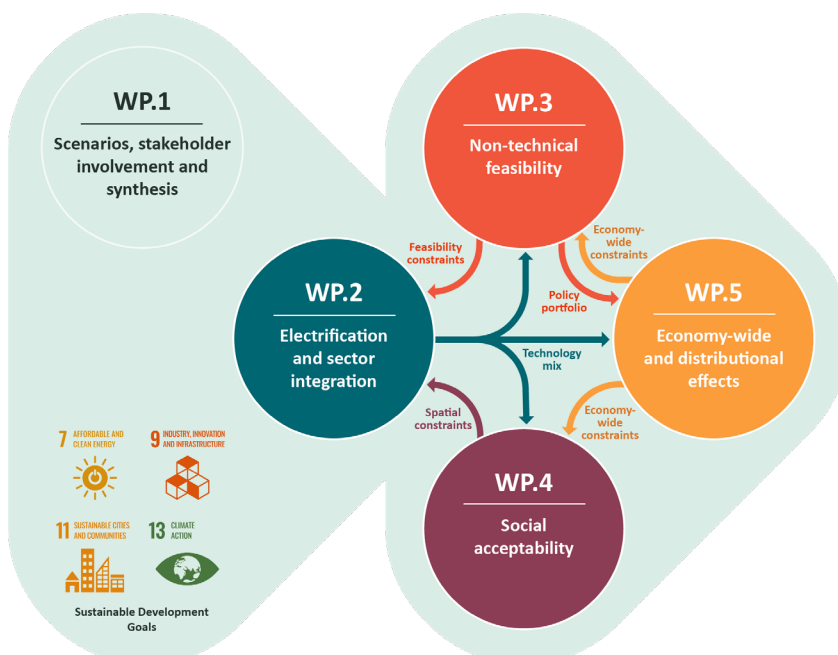 WP.1
Scenarios, stakeholder
involvement and
synthesis
WP.3
Non-technical
feasibility
Feasibility
constraints
Economy-
wide
constraints
Policy
portfolio
WP.2
Electrification
and sector
integration
WP.5
Economy-wide
and distributional
effects
Technology
mix
Spatial
constraints
Economy-
wide
constraints
WP.4
Social
acceptability
7 AFFORDABLE AND
CLEAN ENERGY
9 INDUSTRY, INNOVATION
AND INFRASTRUCTURE
11 SUSTAINABLE CITIES
AND COMMUNITIES
13 CLIMATE
ACTION
Sustainable Development
Goals